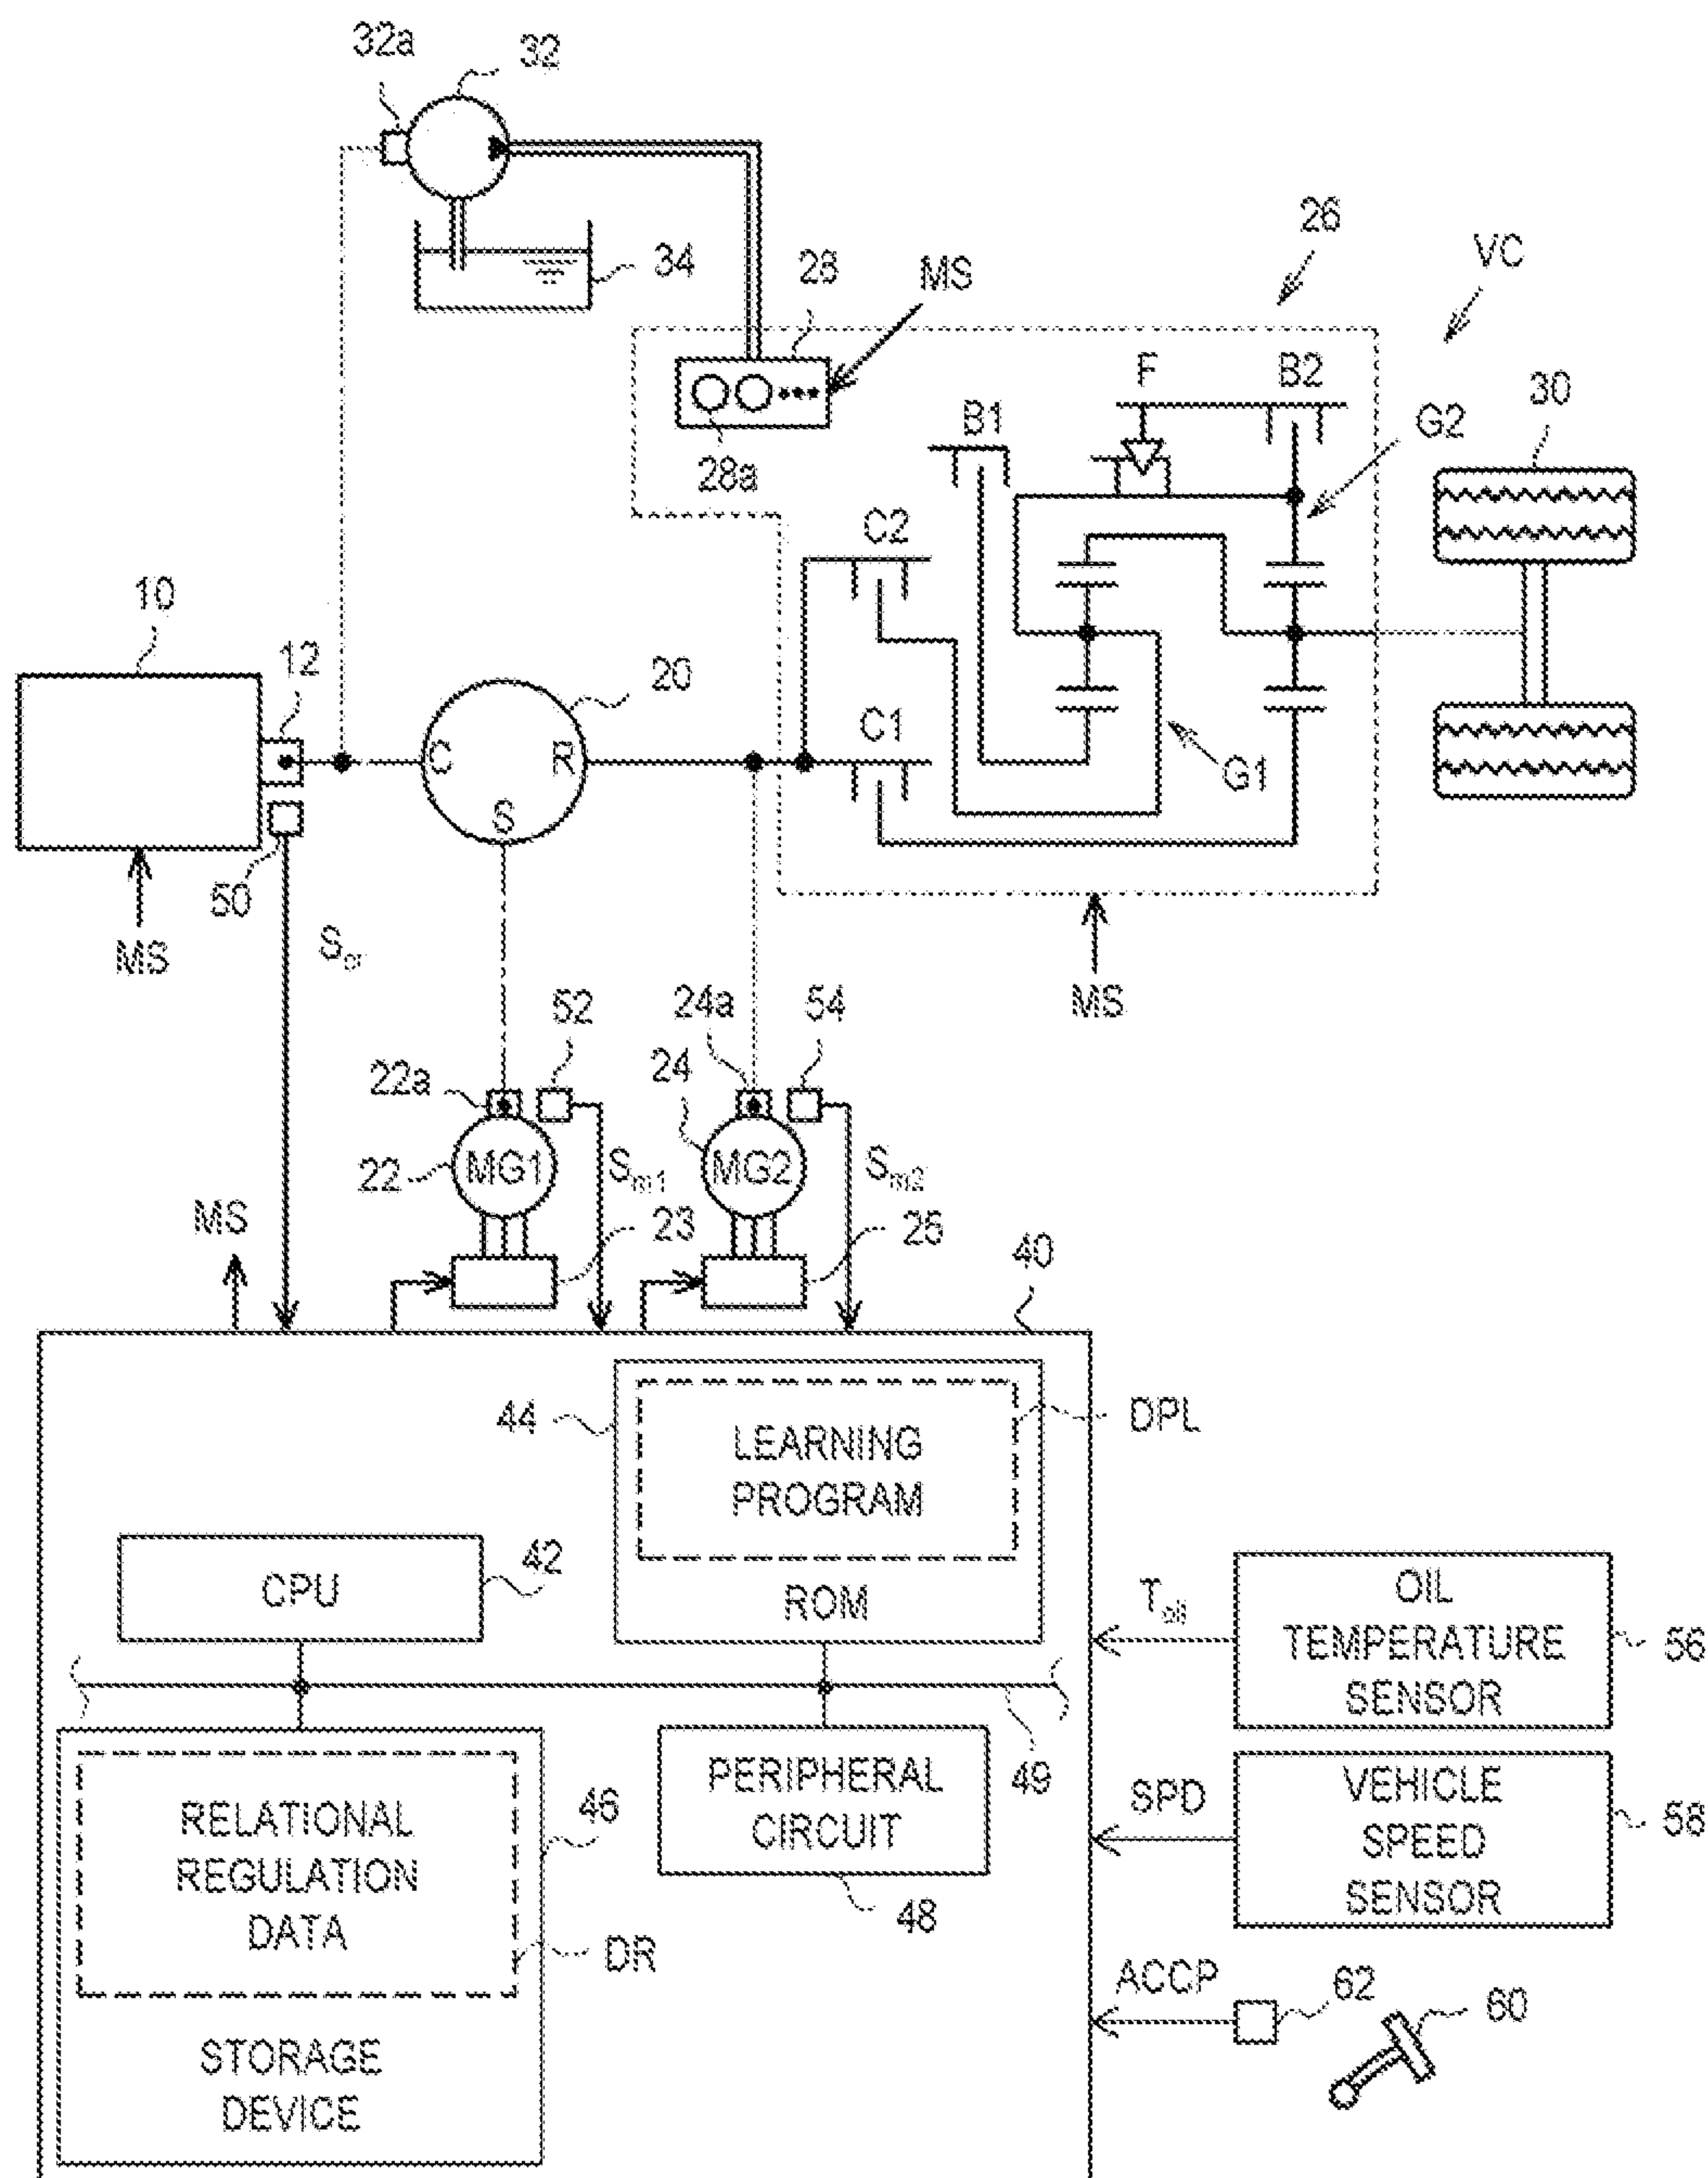 32a
32
34
28
MS
26
VC
28a
B1
F
B2
G2
30
C2
10
12
20
C
R
S
C1
G1
50
MS
Scr
MS
52
24a
54
22a
24
22
MG1
MG2
Sm1
Sm2
MS
23
25
40
44
LEARNING
PROGRAM
DPL
ROM
CPU
42
Toil
OIL
TEMPERATURE
SENSOR
56
49
RELATIONAL
REGULATION
DATA
46
PERIPHERAL
CIRCUIT
48
SPD
VEHICLE
SPEED
SENSOR
58
DR
STORAGE
DEVICE
ACCP
62
60